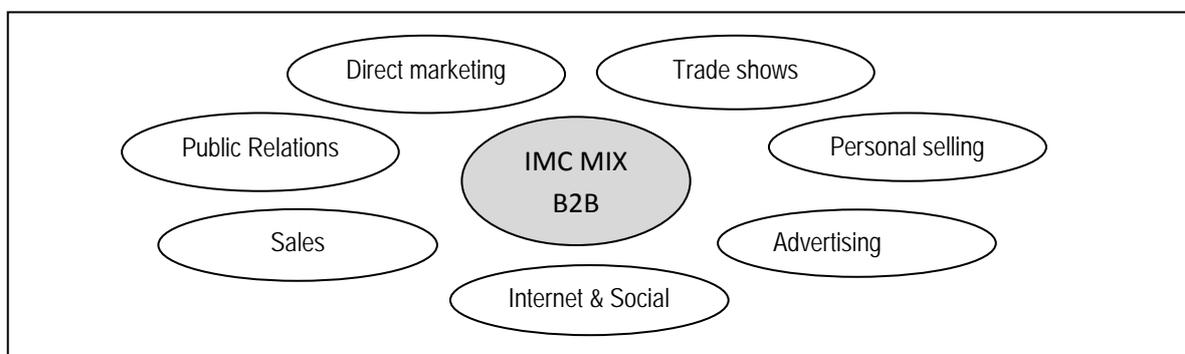 Direct marketing
Trade shows
Public Relations
IMC MIX
B2B
Personal selling
Sales
Advertising
Internet & Social